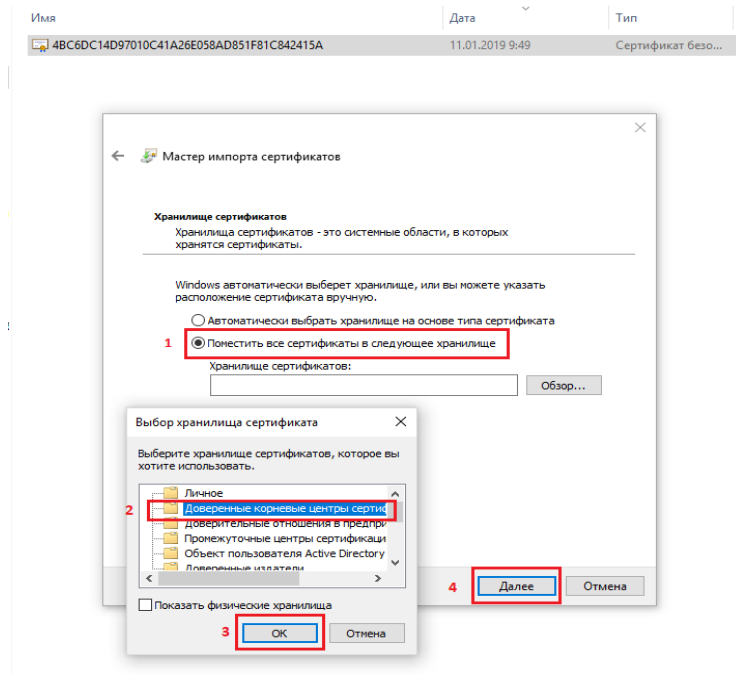 Имя Дата Тип
4BC6DC14D97010C41A26E058AD851F81C842415A 11.01.2019 9:49 Сертификат безо...
Мастер импорта сертификатов
Хранилище сертификатов
Хранилища сертификатов - это системные области, в которых
хранятся сертификаты.
Windows автоматически выберет хранилище, или вы можете указать
расположение сертификата вручную.
Автоматически выбрать хранилище на основе типа сертификата
1 Поместить все сертификаты в следующее хранилище
Хранилище сертификатов:
Обзор...
Выбор хранилища сертификата
Выберите хранилище сертификатов, которое вы
хотите использовать.
Личное
2 Доверенные корневые центры сертис
Доверительные отношения в предпри
Промежуточные центры сертификаци
Объект пользователя Active Directory
Доверенные издатели
Показать физические хранилища
3 ОК Отмена
4 Далее Отмена